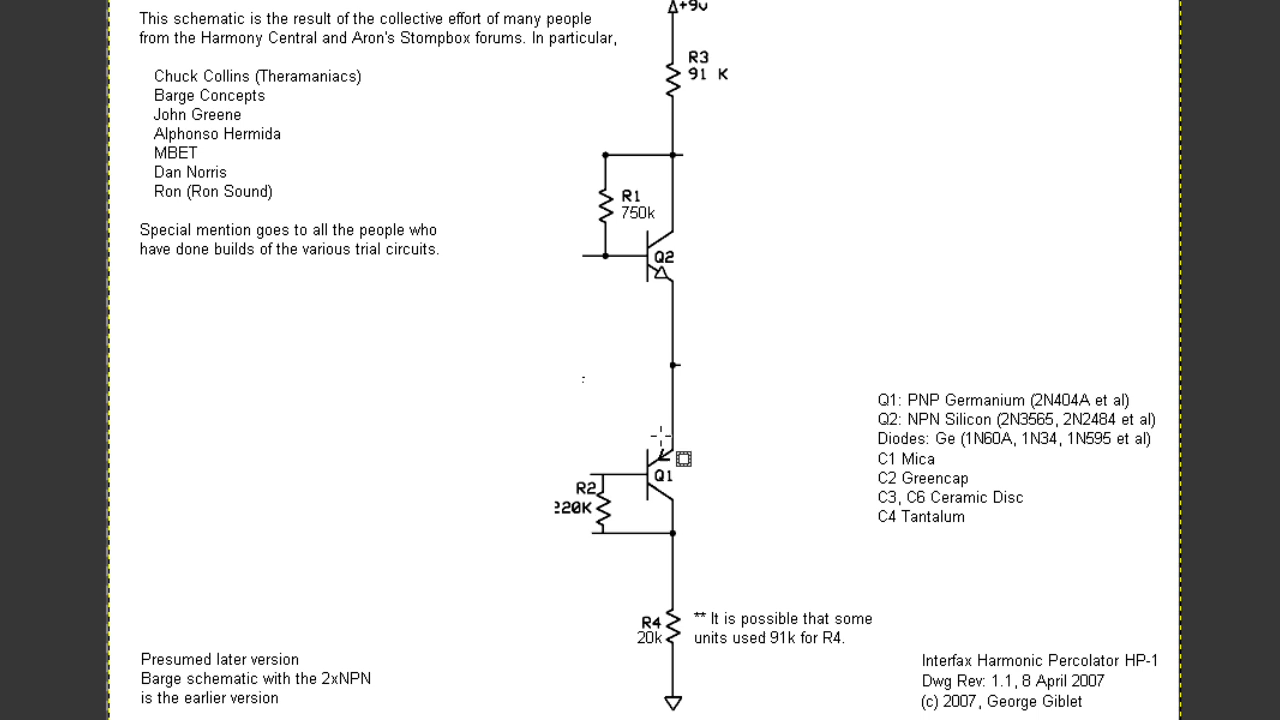 This schematic is the result of the collective effort of many people
from the Harmony Central and Aron's Stompbox forums. In particular,
Chuck Collins (Theramaniacs)
Barge Concepts
John Greene
Alphonso Hermida
MBET
Dan Norris
Ron (Ron Sound)
Special mention goes to all the people who
have done builds of the various trial circuits.
+9v
R3
91 K
R1
750k
Q2
Q1
R2
220K
R4
20k
** It is possible that some
units used 91k for R4.
Q1: PNP Germanium (2N404A et al)
Q2: NPN Silicon (2N3565, 2N2484 et al)
Diodes: Ge (1N60A, 1N34, 1N595 et al)
C1 Mica
C2 Greencap
C3, C6 Ceramic Disc
C4 Tantalum
Presumed later version
Barge schematic with the 2xNPN
is the earlier version
Interfax Harmonic Percolator HP-1
Dwg Rev: 1.1, 8 April 2007
(c) 2007, George Giblet